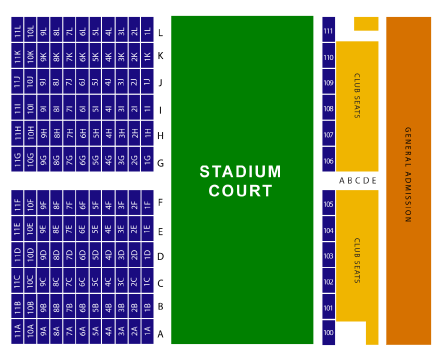 11L 10L 9L 8L 7L 6L 5L 4L 3L 2L 1L L
11K 10K 9K 8K 7K 6K 5K 4K 3K 2K 1K K
11J 10J 9J 8J 7J 6J 5J 4J 3J 2J 1J J
11I 10I 9I 8I 7I 6I 5I 4I 3I 2I 1I I
11H 10H 9H 8H 7H 6H 5H 4H 3H 2H 1H H
11G 10G 9G 8G 7G 6G 5G 4G 3G 2G 1G G
11F 10F 9F 8F 7F 6F 5F 4F 3F 2F 1F F
11E 10E 9E 8E 7E 6E 5E 4E 3E 2E 1E E
11D 10D 9D 8D 7D 6D 5D 4D 3D 2D 1D D
11C 10C 9C 8C 7C 6C 5C 4C 3C 2C 1C C
11B 10B 9B 8B 7B 6B 5B 4B 3B 2B 1B B
11A 10A 9A 8A 7A 6A 5A 4A 3A 2A 1A A
STADIUM
COURT
111
110
109
108
107
106
105
104
103
102
101
100
CLUB SEATS
A B C D E
CLUB SEATS
GENERAL ADMISSION